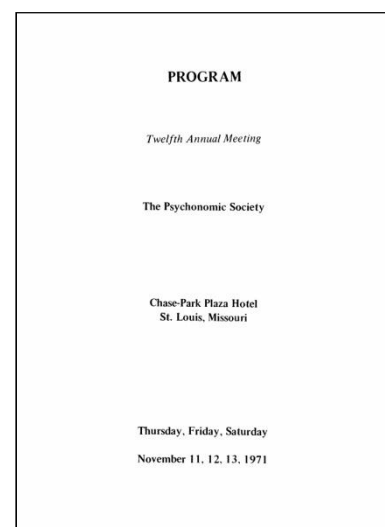 PROGRAM
Twelfth Annual Meeting
The Psychonomic Society
Chase-Park Plaza Hotel
St. Louis, Missouri
Thursday, Friday, Saturday
November 11, 12, 13, 1971